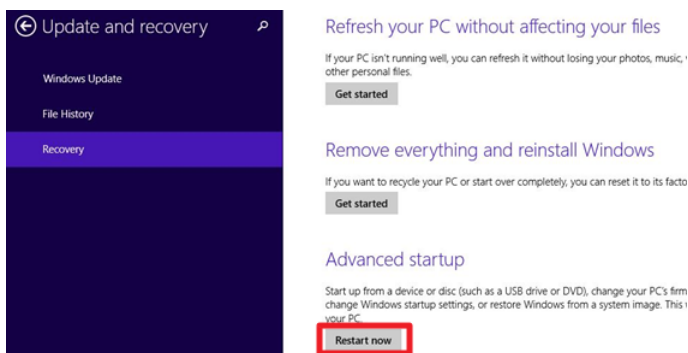 Update and recovery
Windows Update
File History
Recovery
Refresh your PC without affecting your files
If your PC isn't running well, you can refresh it without losing your photos, music,
other personal files.
Get started
Remove everything and reinstall Windows
If you want to recycle your PC or start over completely, you can reset it to its
Get started
Advanced startup
Start up from a device or disc (such as a USB drive or DVD), change your PC's
change Windows startup settings, or restore Windows from a system image. This
your PC.
Restart now